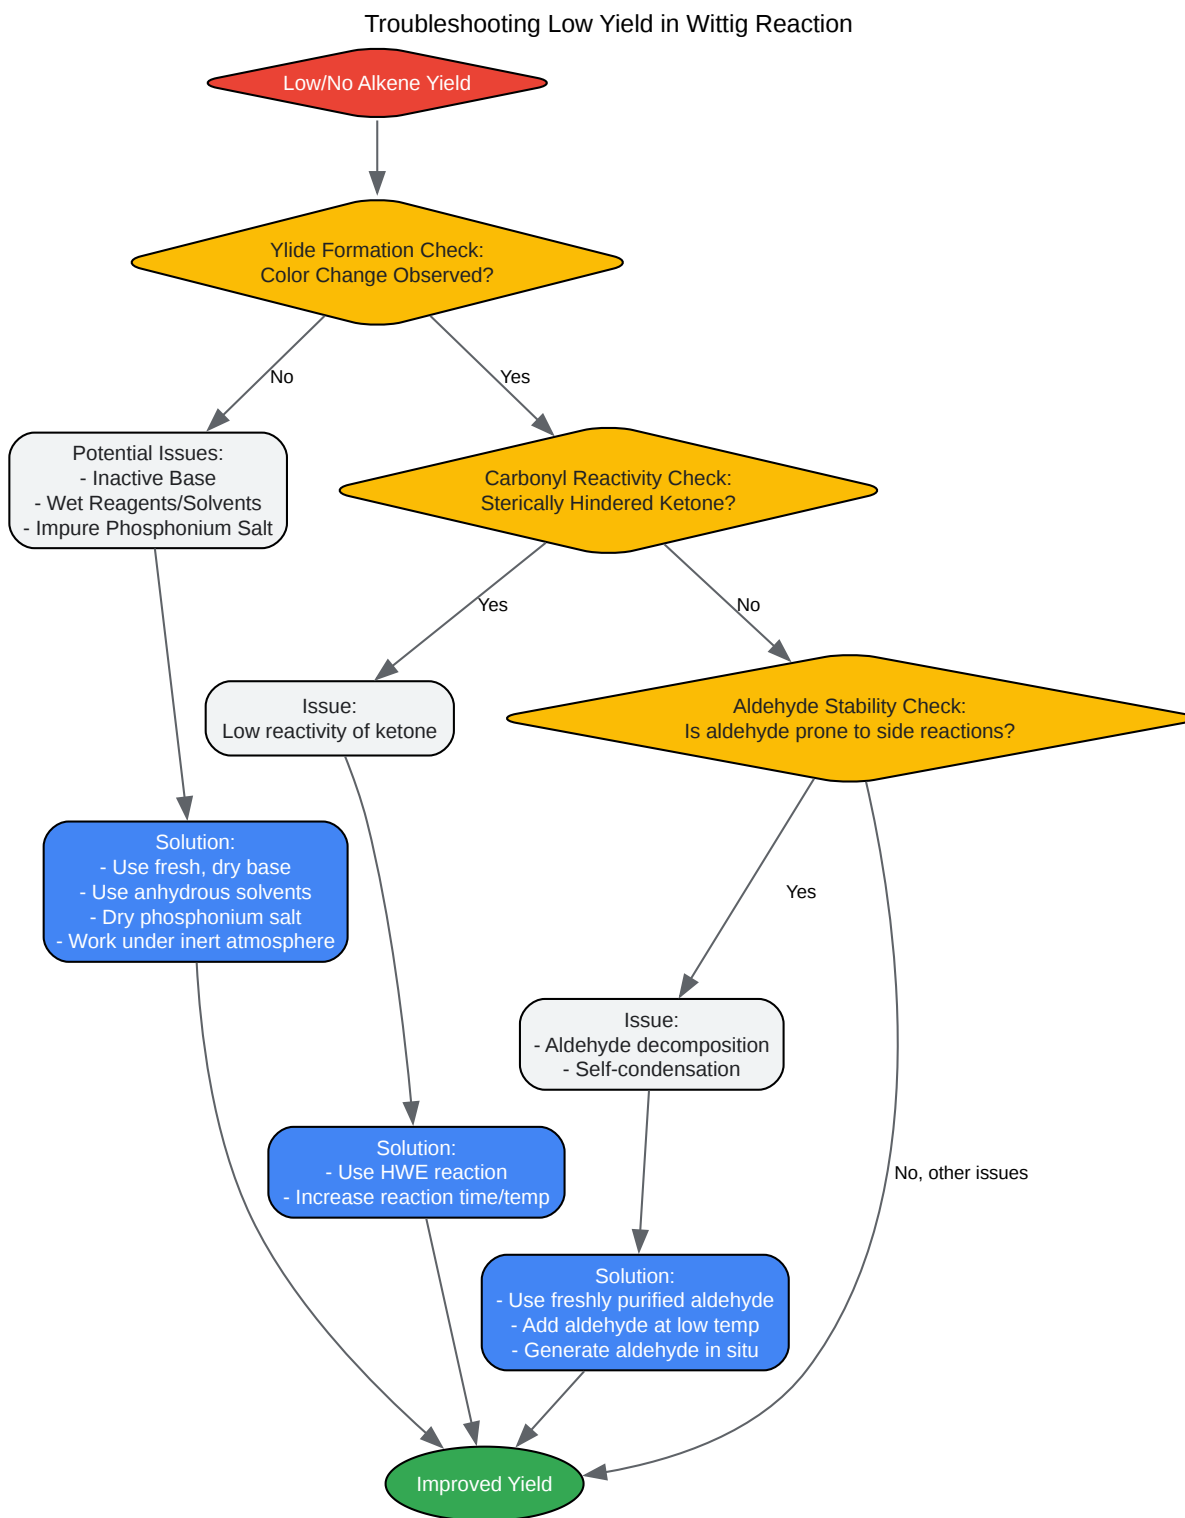 Troubleshooting Low Yield in Wittig Reaction
Low/No Alkene Yield
Ylide Formation Check:
Color Change Observed?
No
Yes
Potential Issues:
- Inactive Base
- Wet Reagents/Solvents
- Impure Phosphonium Salt
Carbonyl Reactivity Check:
Sterically Hindered Ketone?
Yes
No
Issue:
Low reactivity of ketone
Aldehyde Stability Check:
Is aldehyde prone to side reactions?
Solution:
- Use fresh, dry base
- Use anhydrous solvents
- Dry phosphonium salt
- Work under inert atmosphere
Yes
Issue:
- Aldehyde decomposition
- Self-condensation
Solution:
- Use HWE reaction
- Increase reaction time/temp
No, other issues
Solution:
- Use freshly purified aldehyde
- Add aldehyde at low temp
- Generate aldehyde in situ
Improved Yield